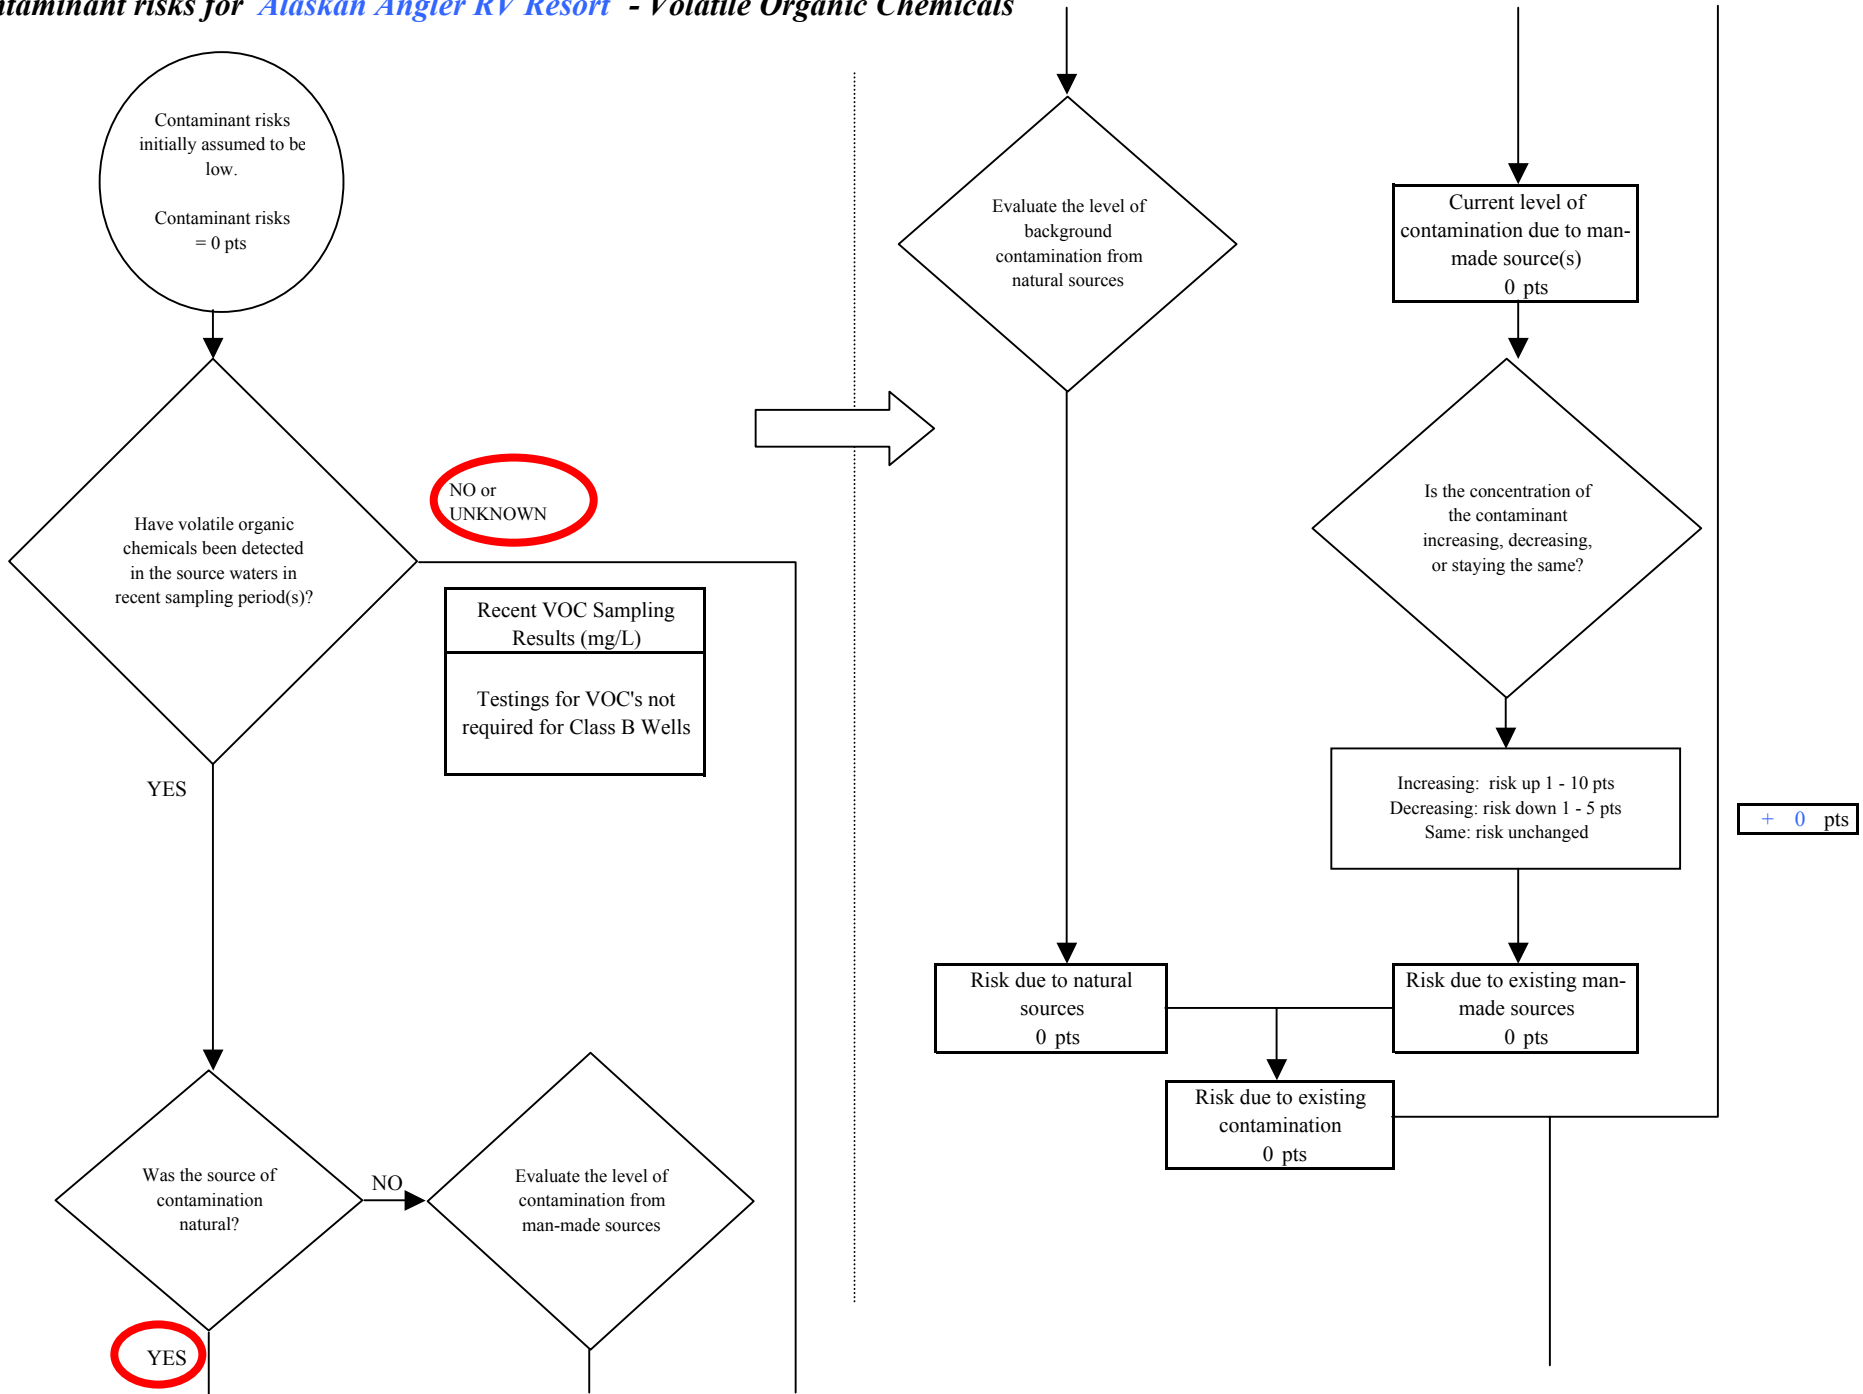 ntaminant risks for Alaskan Angler RV Resort - Volatile Organic Chemicals
Contaminant risks
initially assumed to be
low.
Contaminant risks
= 0 pts
Have volatile organic
chemicals been detected
in the source waters in
recent sampling period(s)?
NO or
UNKNOWN
Recent VOC Sampling
Results (mg/L)
Testings for VOC's not
required for Class B Wells
YES
Was the source of
contamination
natural?
NO
Evaluate the level of
contamination from
man-made sources
YES
Evaluate the level of
background
contamination from
natural sources
Current level of
contamination due to man-
made source(s)
0 pts
Is the concentration of
the contaminant
increasing, decreasing,
or staying the same?
Increasing: risk up 1 - 10 pts
Decreasing: risk down 1 - 5 pts
Same: risk unchanged
+ 0 pts
Risk due to natural
sources
0 pts
Risk due to existing man-
made sources
0 pts
Risk due to existing
contamination
0 pts